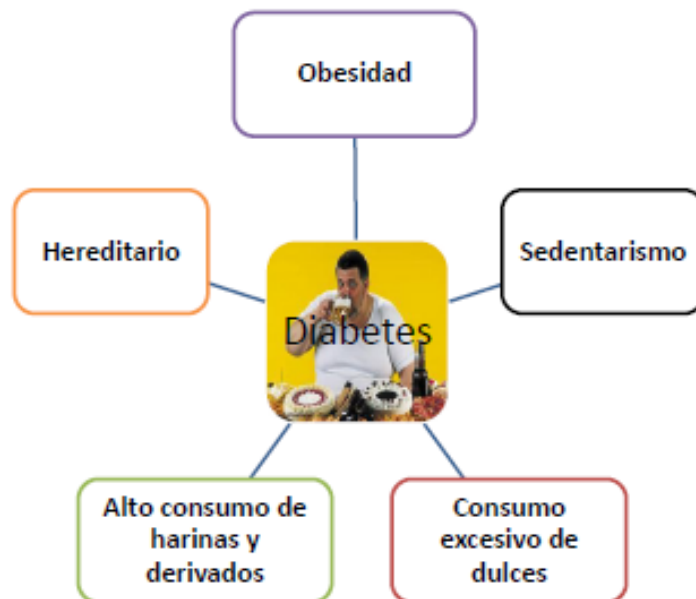 Obesidad
Hereditario
Sedentarismo
Diabetes
Alto consumo de
harinas y
derivados
Consumo
excesivo de
dulces